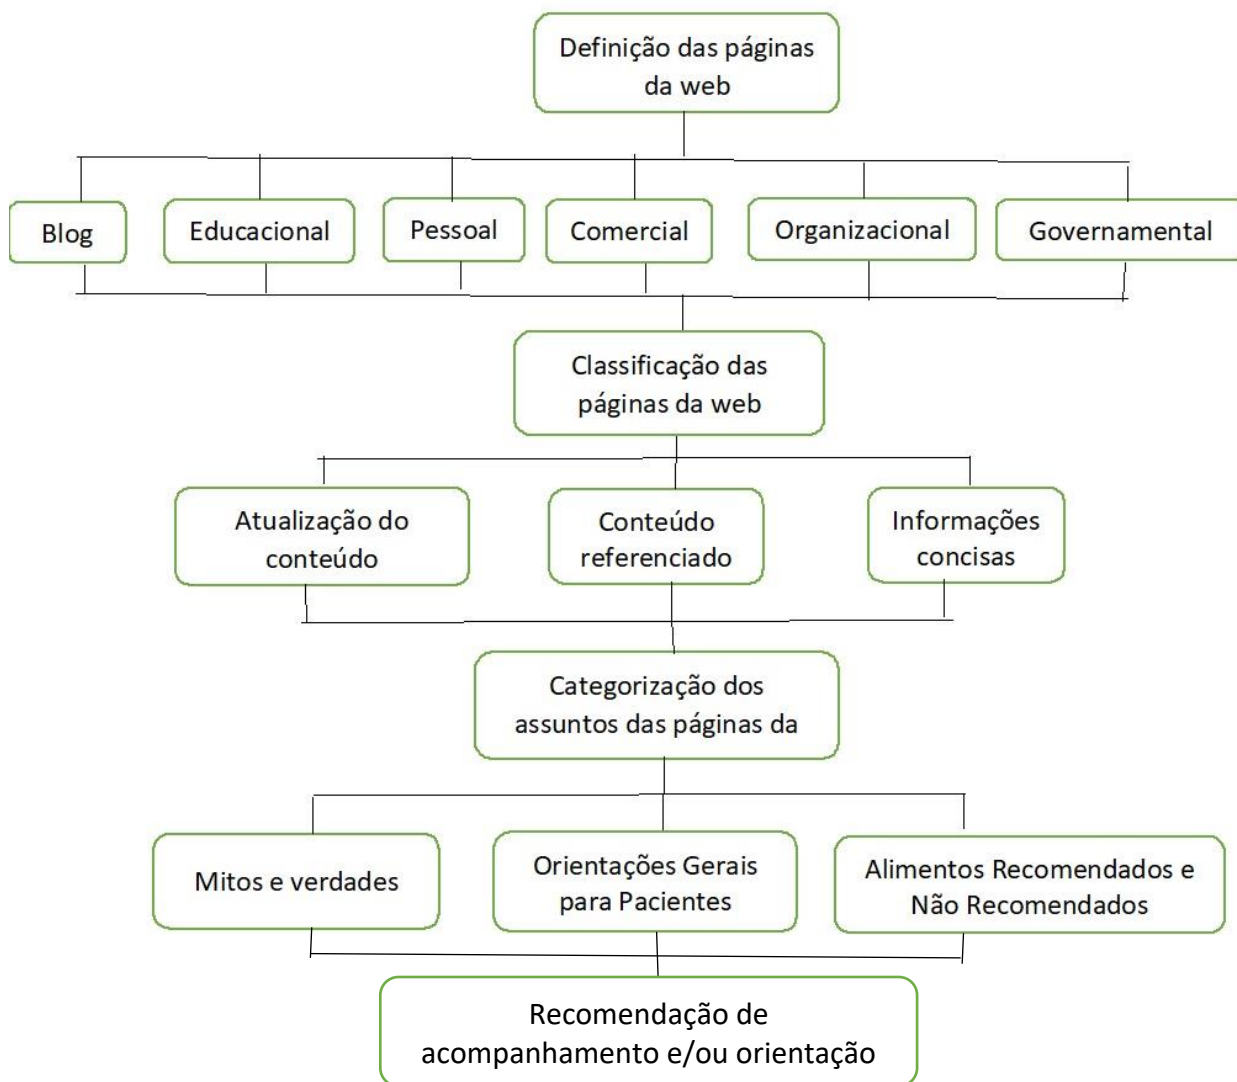 Definição das páginas
da web
Blog
Educacional
Pessoal
Comercial
Organizacional
Governamental
Classificação das
páginas da web
Atualização do
conteúdo
Conteúdo
referenciado
Informações
concisas
Categorização dos
assuntos das páginas da
Mitos e verdades
Orientações Gerais
para Pacientes
Alimentos Recomendados e
Não Recomendados
Recomendação de
acompanhamento e/ou orientação